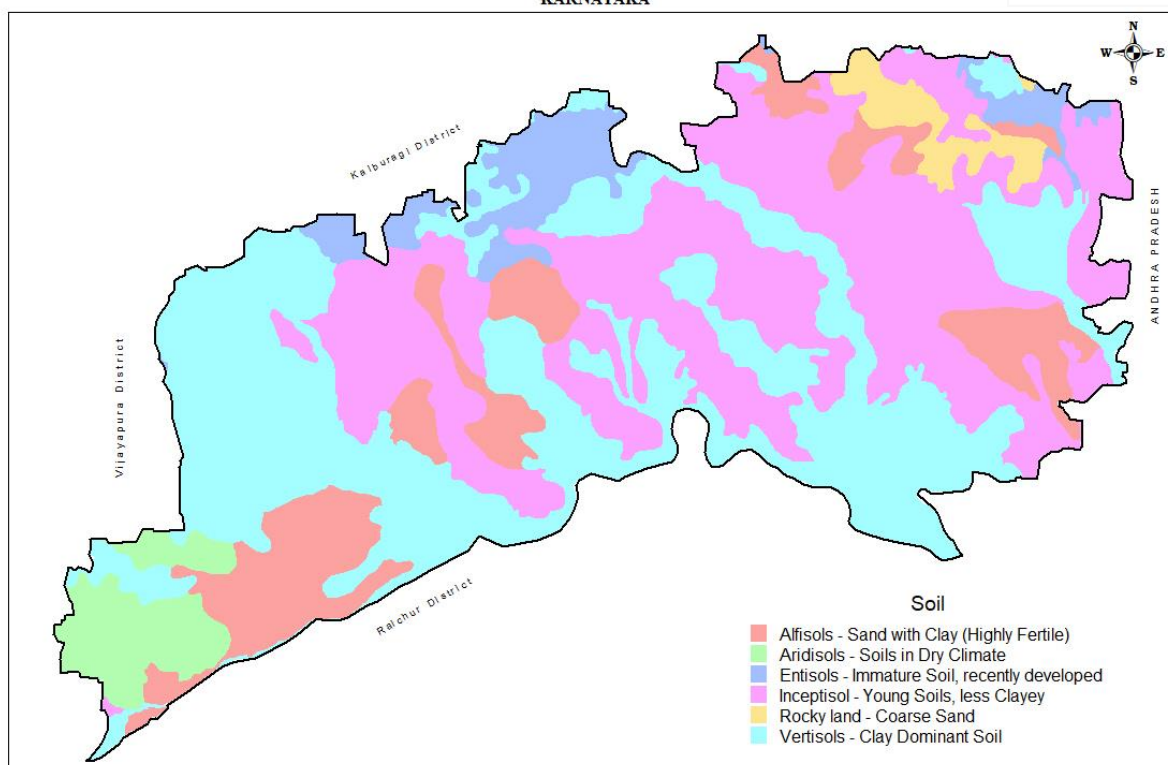 KARNATAKA
N
W E
S
Kalburagi District
ANDHRA PRADESH
Vijayapura District
Raichur District
Soil
Alfisols - Sand with Clay (Highly Fertile)
Aridisols - Soils in Dry Climate
Entisols - Immature Soil, recently developed
Inceptisol - Young Soils, less Clayey
Rocky land - Coarse Sand
Vertisols - Clay Dominant Soil